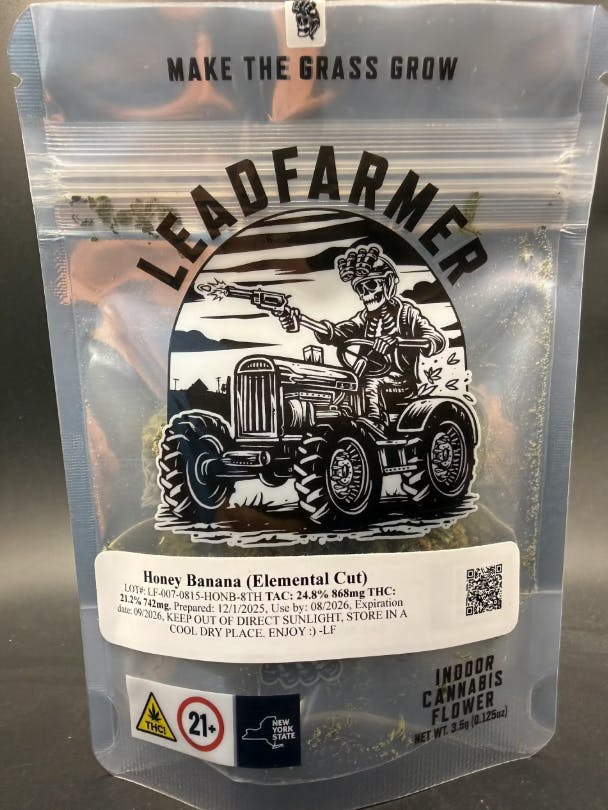 MAKE THE GRASS GROW
LEADFARMER
Honey Banana (Elemental Cut)
LOT#: LF-007-0815-HONB-8TH TAC: 24.8% 868mg THC:
21.2% 742mg, Prepared: 12/1/2025, Use by: 08/2026, Expiration
date: 09/2026, KEEP OUT OF DIRECT SUNLIGHT, STORE IN A
COOL DRY PLACE. ENJOY :) -LF
THC!
21+
NEW
YORK
STATE
INDOOR
CANNABIS
FLOWER
NET WT. 3.5g (0.125oz)